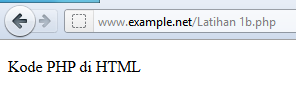 www.example.net/Latihan 1b.php
Kode PHP di HTML